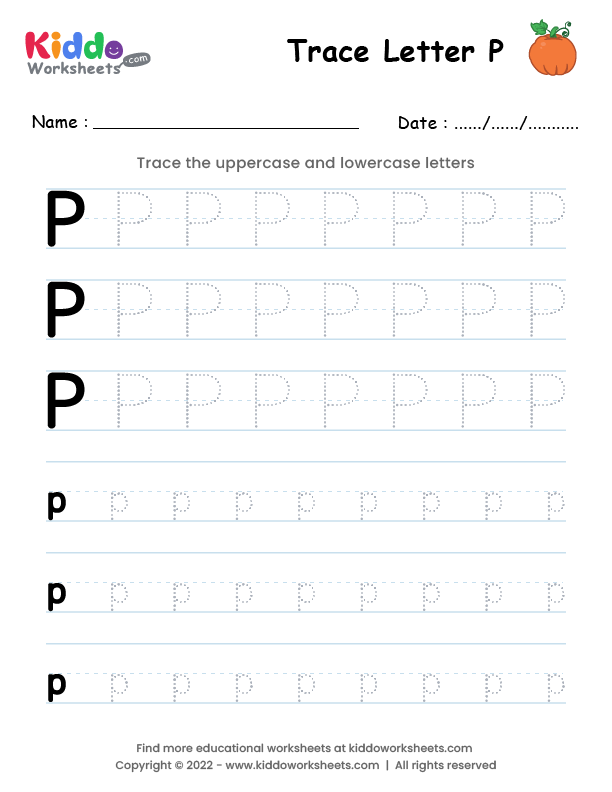 Kiddo
Worksheets .com
Trace Letter P
Name : ________________
Date : ....../....../...........
Trace the uppercase and lowercase letters
P P P P P P P P
P P P P P P P P
P P P P P P P P
p p p p p p p p p
p p p p p p p p p
p p p p p p p p p
Find more educational worksheets at kiddoworksheets.com
Copyright © 2022 - www.kiddoworksheets.com | All rights reserved